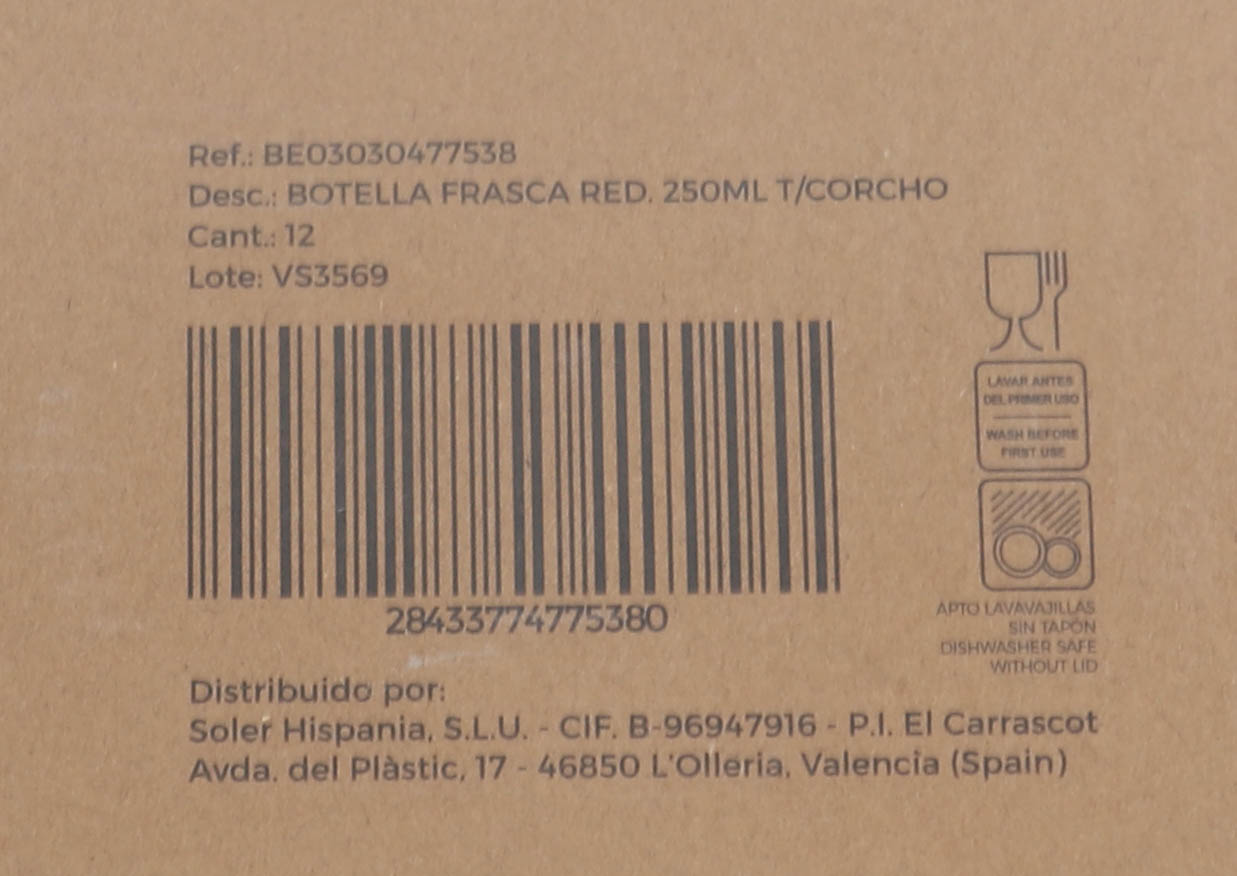 Ref.: BE03030477538
Desc.: BOTELLA FRASCA RED. 250ML T/CORCHO
Cant.: 12
Lote: VS3569
28433774775380
LAVAR ANTES
DEL PRIMER USO
WASH BEFORE
FIRST USE
APTO LAVAVAJILLAS
SIN TAPÓN
DISHWASHER SAFE
WITHOUT LID
Distribuido por:
Soler Hispania, S.L.U. - CIF. B-96947916 - P.I. El Carrascot
Avda. del Plàstic, 17 - 46850 L'Olleria, Valencia (Spain)